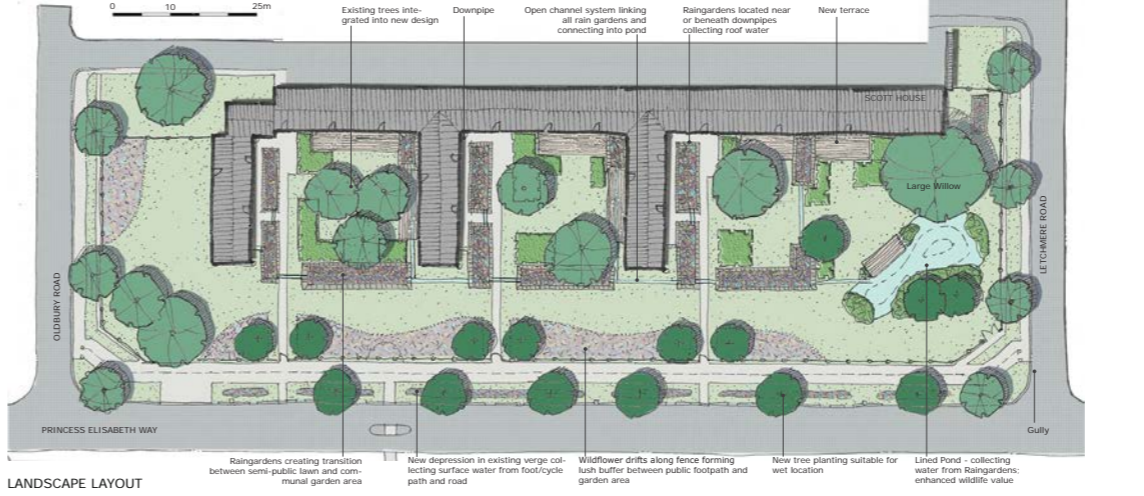 0 10 25m
Existing trees inte-
grated into new design
Downpipe
Open channel system linking
all rain gardens and
connecting into pond
Raingardens located near
or beneath downpipes
collecting roof water
New terrace
SCOTT HOUSE
Large Willow
OLDBURY ROAD
LETCHMERE ROAD
PRINCESS ELISABETH WAY
Gully
Raingardens creating transition
between semi-public lawn and com-
munal garden area
New depression in existing verge col-
lecting surface water from foot/cycle
path and road
Wildflower drifts along fence forming
lush buffer between public footpath and
garden area
New tree planting suitable for
wet location
Lined Pond - collecting
water from Raingardens;
enhanced wildlife value
LANDSCAPE LAYOUT